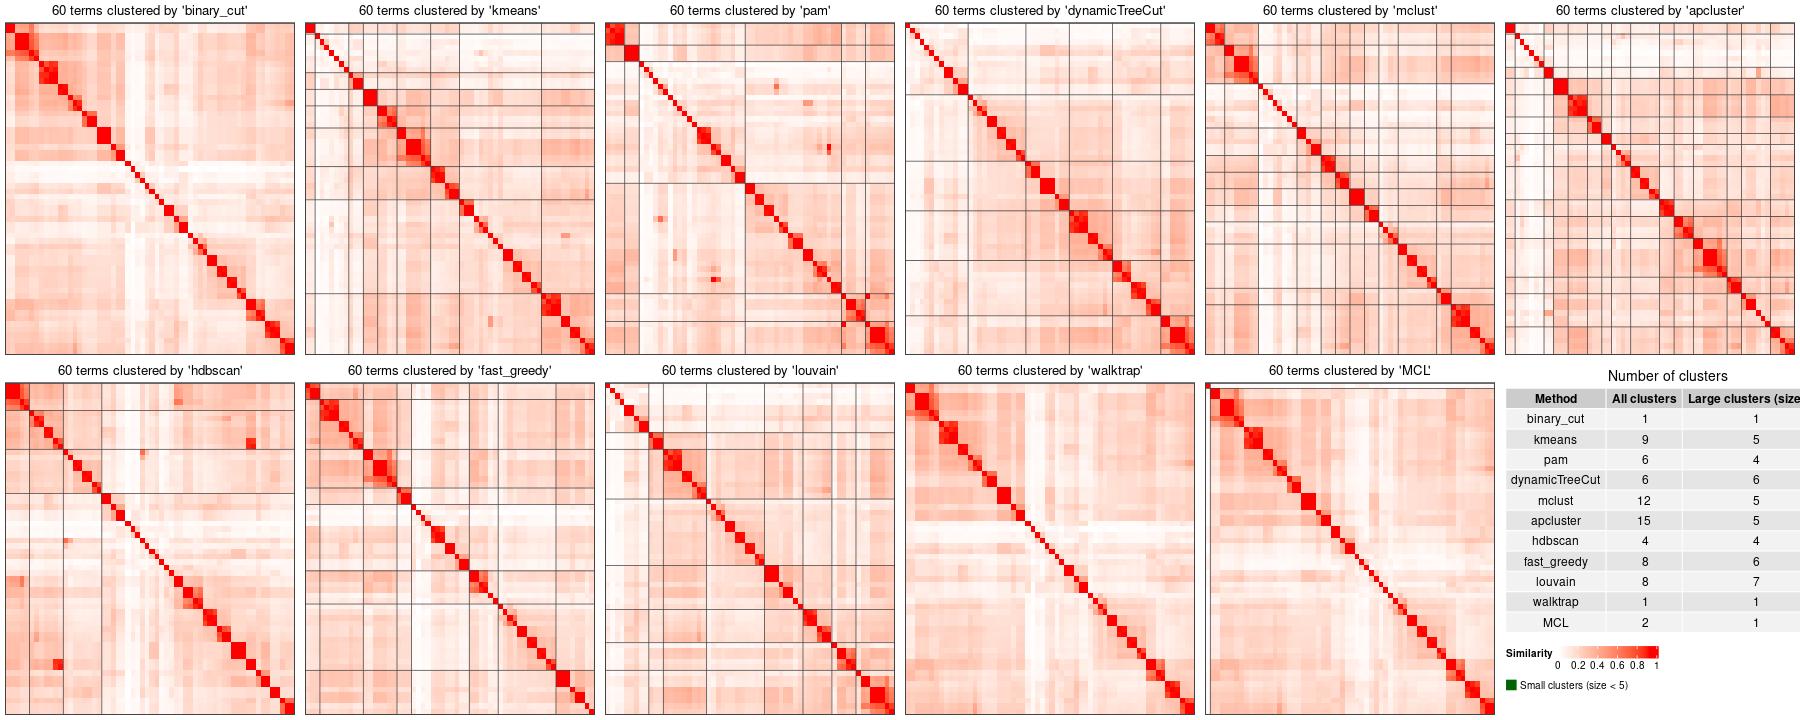 60 terms clustered by 'binary_cut'
60 terms clustered by 'kmeans'
60 terms clustered by 'pam'
60 terms clustered by 'dynamicTreeCut'
60 terms clustered by 'mclust'
60 terms clustered by 'apcluster'
60 terms clustered by 'hdbscan'
60 terms clustered by 'fast_greedy'
60 terms clustered by 'louvain'
60 terms clustered by 'walktrap'
60 terms clustered by 'MCL'
Number of clusters
Method All clusters Large clusters (size
binary_cut 1 1
kmeans 9 5
pam 6 4
dynamicTreeCut 6 6
mclust 12 5
apcluster 15 5
hdbscan 4 4
fast_greedy 8 6
louvain 8 7
walktrap 1 1
MCL 2 1
Similarity
0 0.2 0.4 0.6 0.8 1
Small clusters (size < 5)